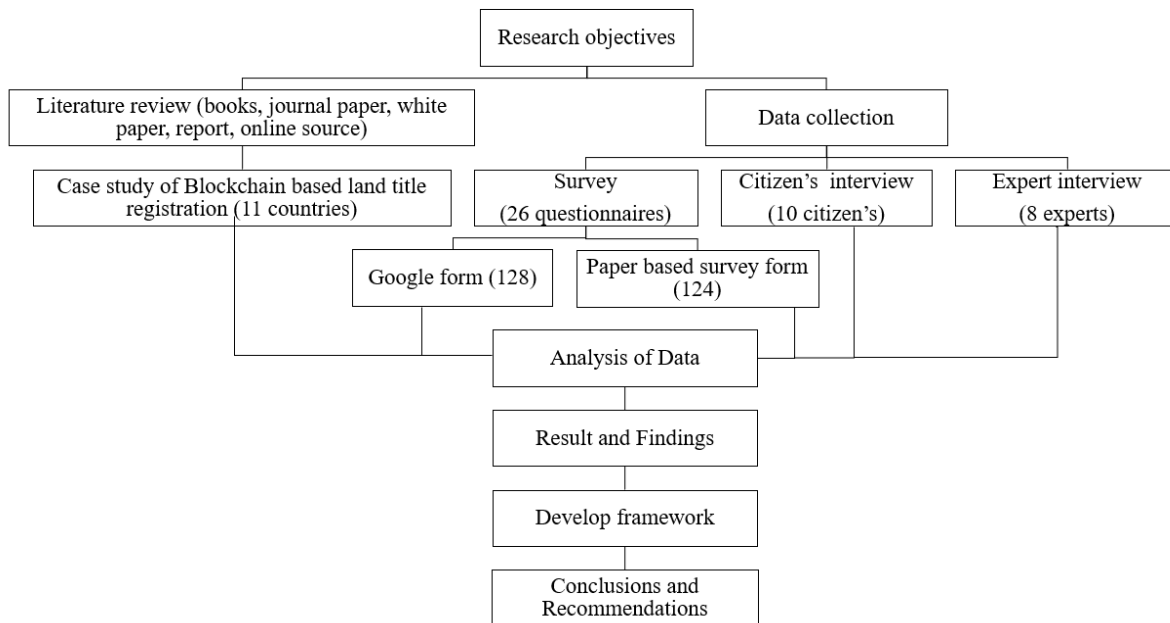 Research objectives
Literature review (books, journal paper, white
paper, report, online source)
Data collection
Case study of Blockchain based land title
registration (11 countries)
Survey
(26 questionnaires)
Citizen’s interview
(10 citizen’s)
Expert interview
(8 experts)
Google form (128)
Paper based survey form
(124)
Analysis of Data
Result and Findings
Develop framework
Conclusions and
Recommendations